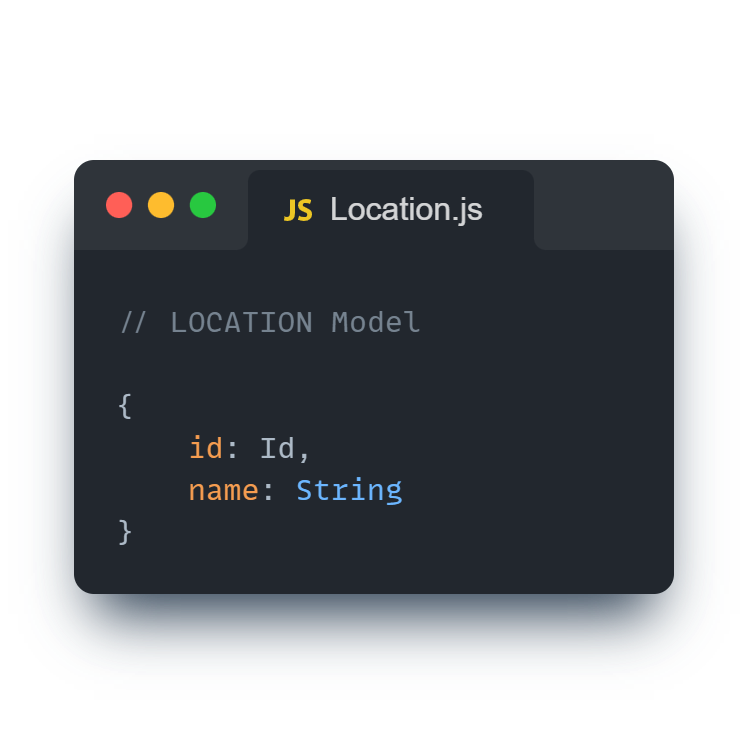 JS Location.js
// LOCATION Model
{
    id: Id,
    name: String
}